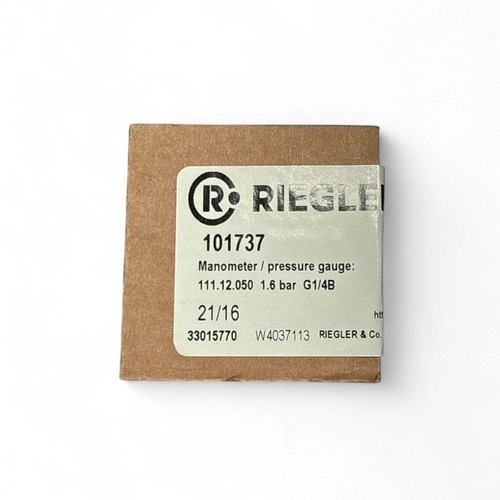 R RIEGLER
101737
Manometer / pressure gauge:
111.12.050 1.6 bar G1/4B
21/16
htt
33015770 W4037113 RIEGLER & Co.